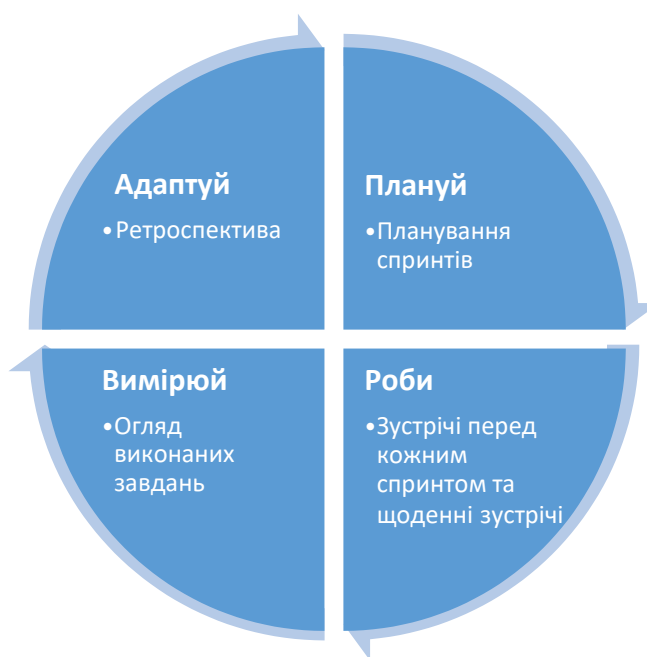 Адаптуй
•Ретроспектива
Плануй
•Планування
спринтів
Вимірюй
•Огляд
виконаних
завдань
Роби
•Зустрічі перед
кожним
спринтом та
щоденні зустрічі